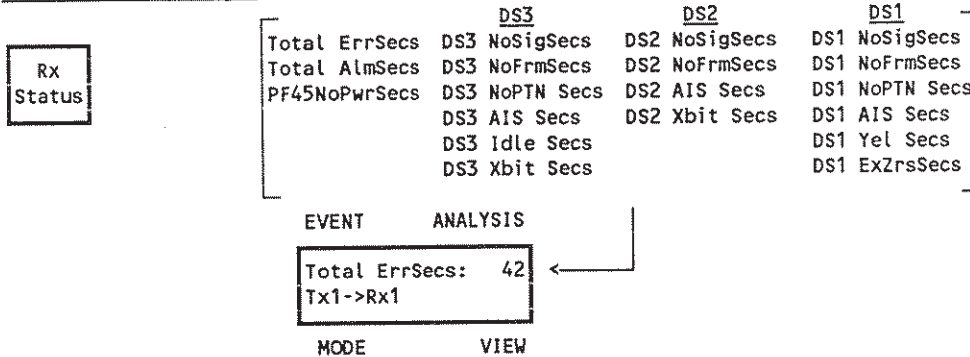 DS3 DS2 DS1
Total ErrSecs DS3 NoSigSecs DS2 NoSigSecs DS1 NoSigSecs
Total AlmSecs DS3 NoFrmSecs DS2 NoFrmSecs DS1 NoFrmSecs
PF45NoPwrSecs DS3 NoPTN Secs DS2 AIS Secs DS1 NoPTN Secs
DS3 AIS Secs DS2 Xbit Secs DS1 AIS Secs
DS3 Idle Secs DS1 Yel Secs
DS3 Xbit Secs DS1 ExZrsSecs
Rx
Status
EVENT ANALYSIS
Total ErrSecs: 42
Tx1->Rx1
MODE VIEW